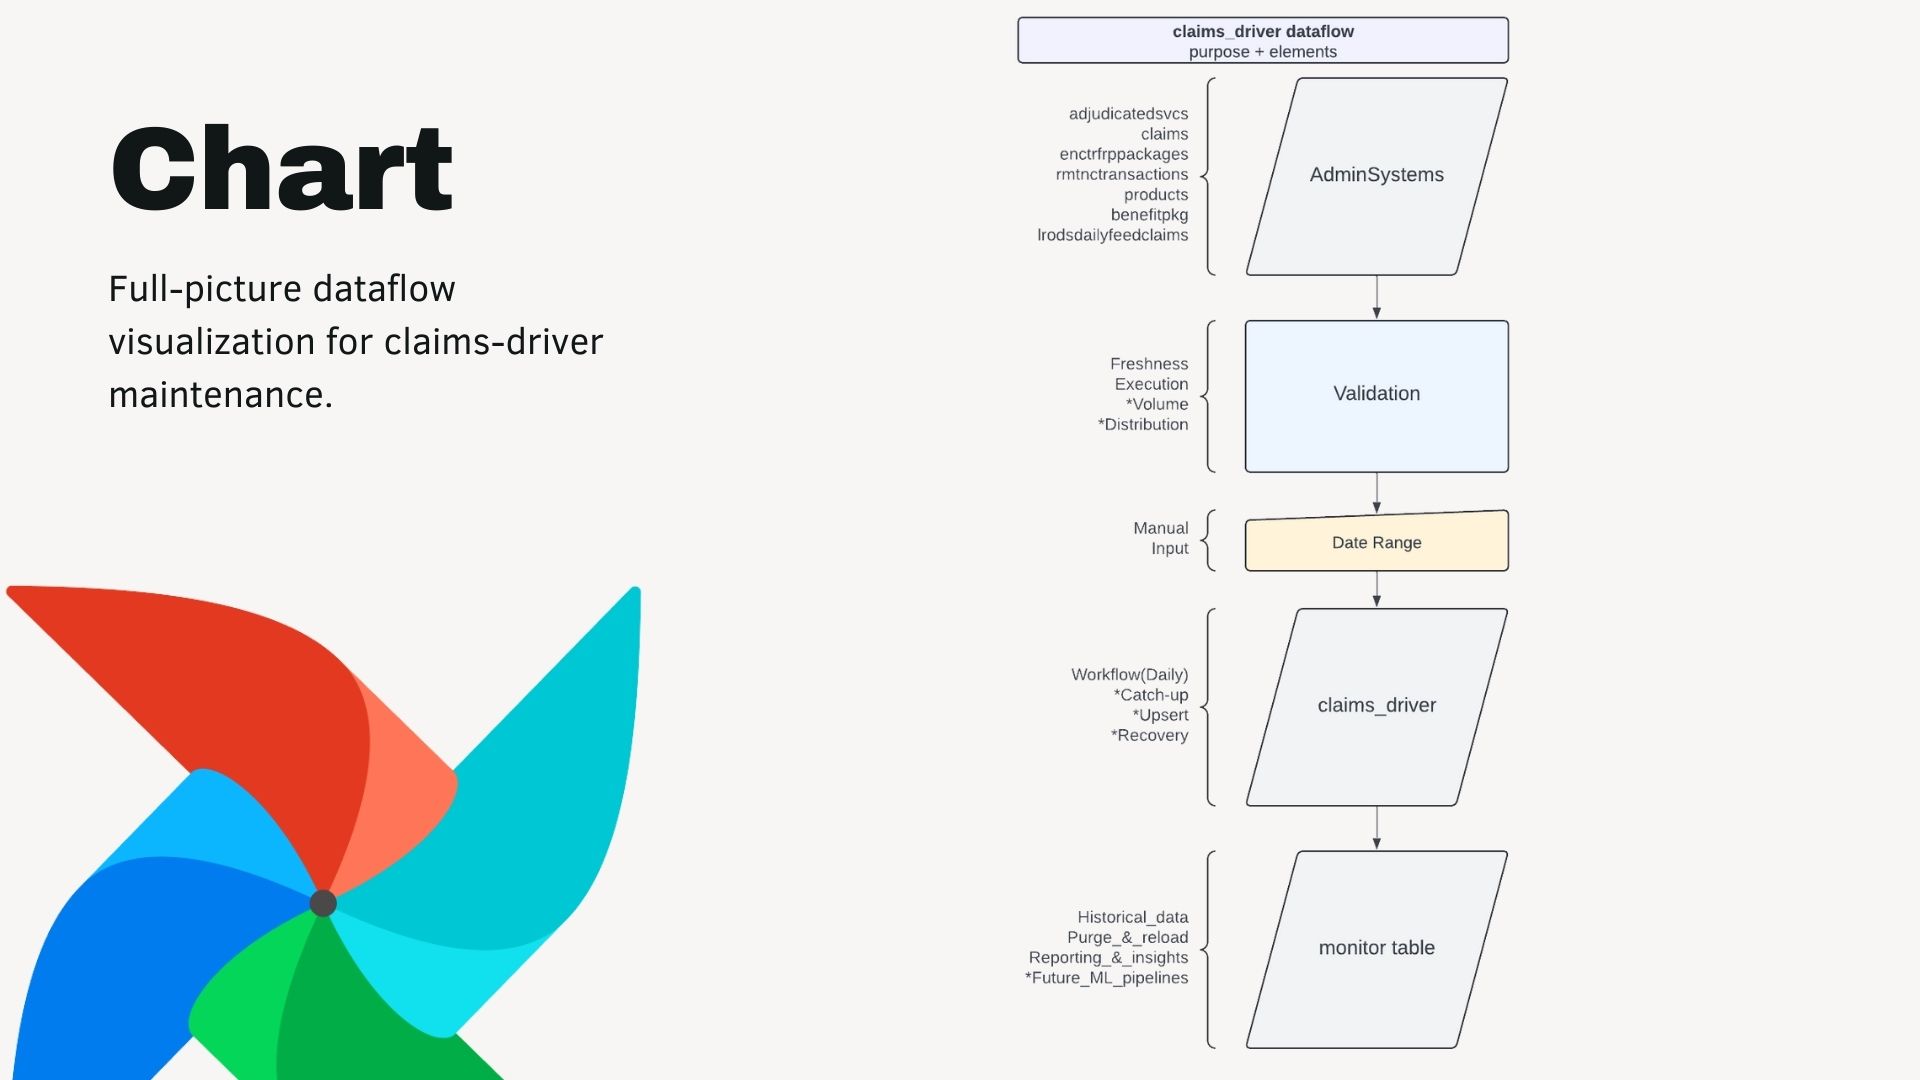 Chart
Full-picture dataflow
visualization for claims-driver
maintenance.
claims_driver dataflow
purpose + elements
adjudicatedsvcs
claims
enctrfrppackages
rmtnctransactions
products
benefitpkg
lrodsdailyfeedclaims
AdminSystems
Freshness
Execution
*Volume
*Distribution
Validation
Manual
Input
Date Range
Workflow(Daily)
*Catch-up
*Upsert
*Recovery
claims_driver
Historical_data
Purge_&_reload
Reporting_&_insights
*Future_ML_pipelines
monitor table